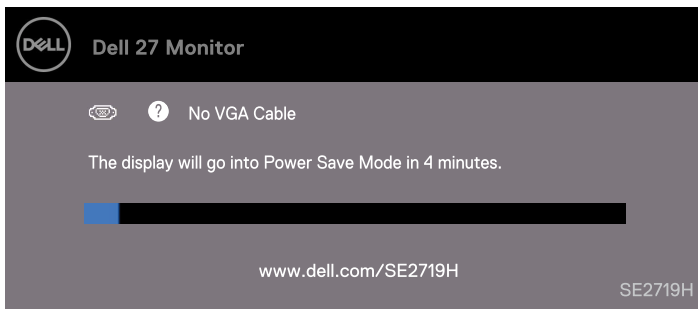 DELL
Dell 27 Monitor
? No VGA Cable
The display will go into Power Save Mode in 4 minutes.
www.dell.com/SE2719H
SE2719H